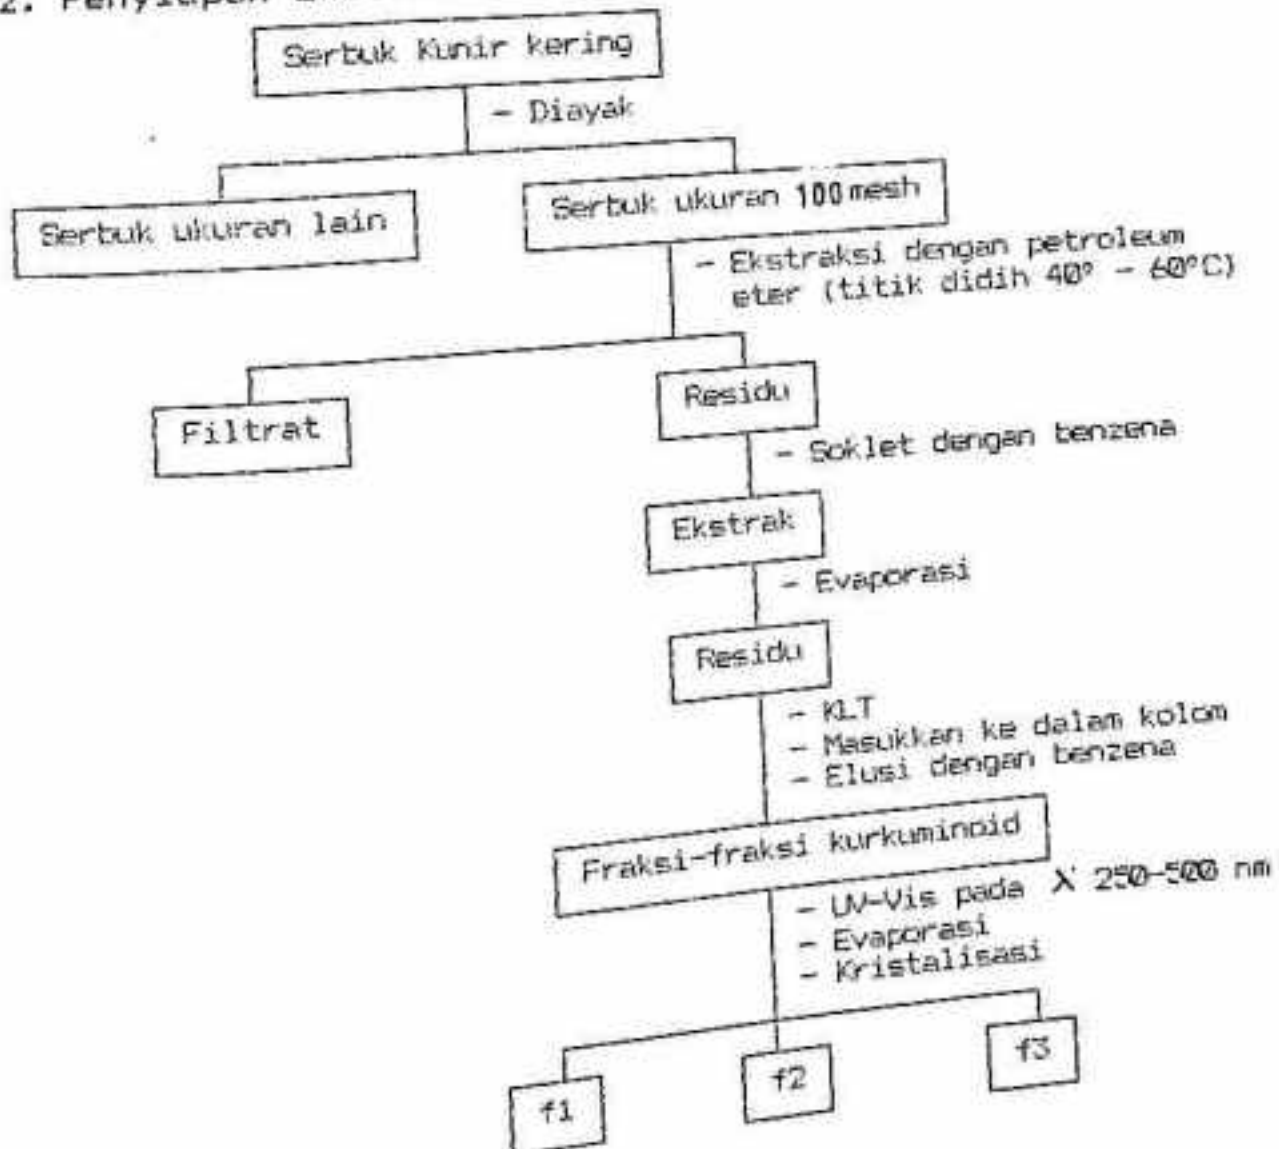 2. Penyiapan
Serbuk Kunir kering
- Diayak
Serbuk ukuran lain
Serbuk ukuran 100 mesh
- Ekstraksi dengan petroleum
eter (titik didih 40° - 60°C)
Filtrat
Residu
- Soklet dengan benzena
Ekstrak
- Evaporasi
Residu
- KLT
- Masukkan ke dalam kolom
- Elusi dengan benzena
Fraksi-fraksi kurkuminoid
- UV-Vis pada λ 250-500 nm
- Evaporasi
- Kristalisasi
f1
f2
f3